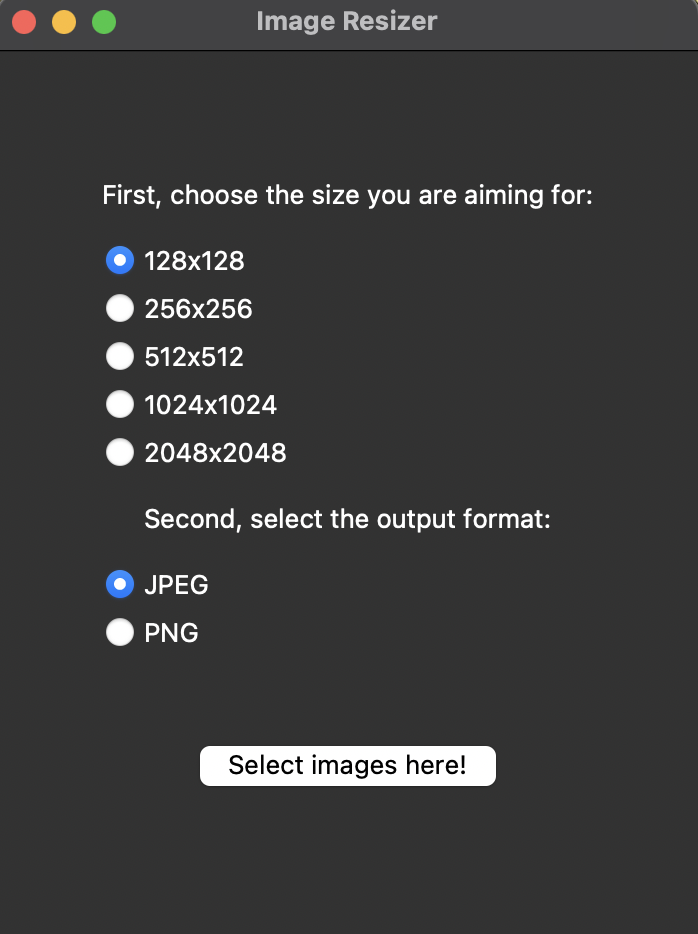 Image Resizer
First, choose the size you are aiming for:
128x128
256x256
512x512
1024x1024
2048x2048
Second, select the output format:
JPEG
PNG
Select images here!